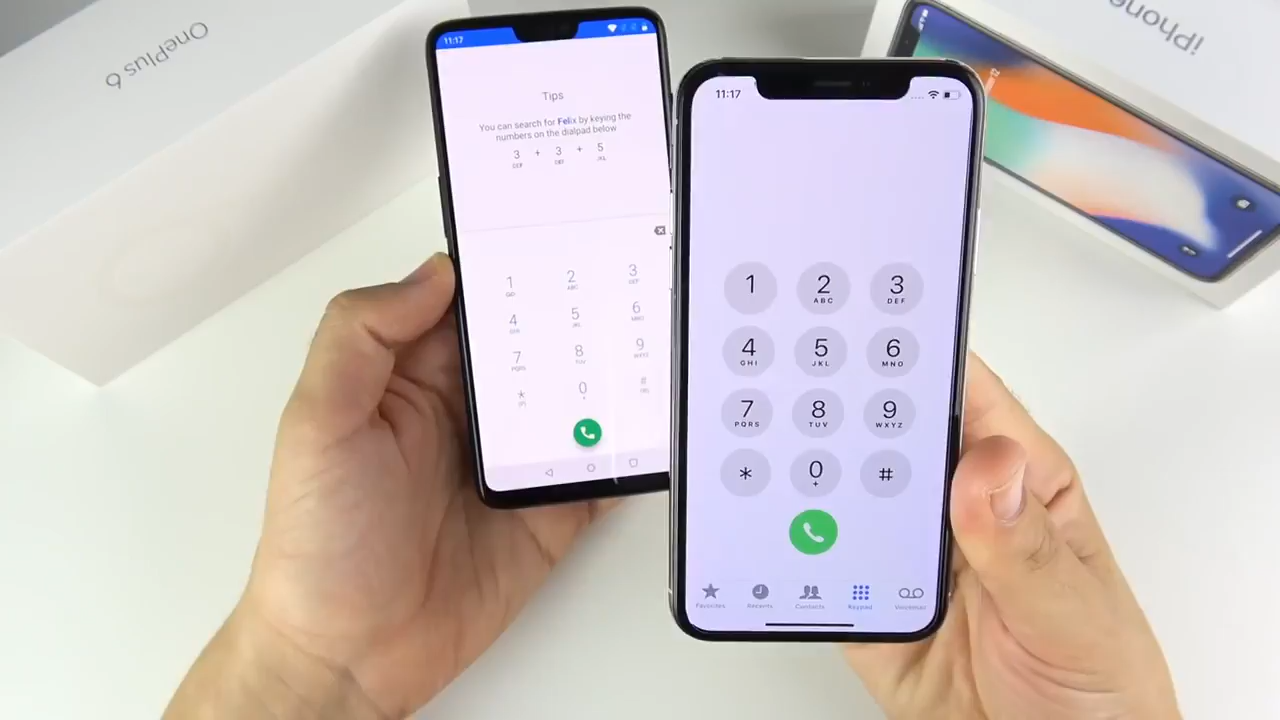 OnePlus 6
iPhone
11:17
Tips
You can search for Felix by keying the
numbers on the dialpad below
3 + 3 + 5
DEF DEF JKL
1 2 3
ABC DEF
4 5 6
GHI JKL MNO
7 8 9
PQRS TUV WXYZ
* 0 #
+
11:17
1 2 3
ABC DEF
4 5 6
GHI JKL MNO
7 8 9
PQRS TUV WXYZ
* 0 #
+
Favorites Recents Contacts Keypad Voicemail